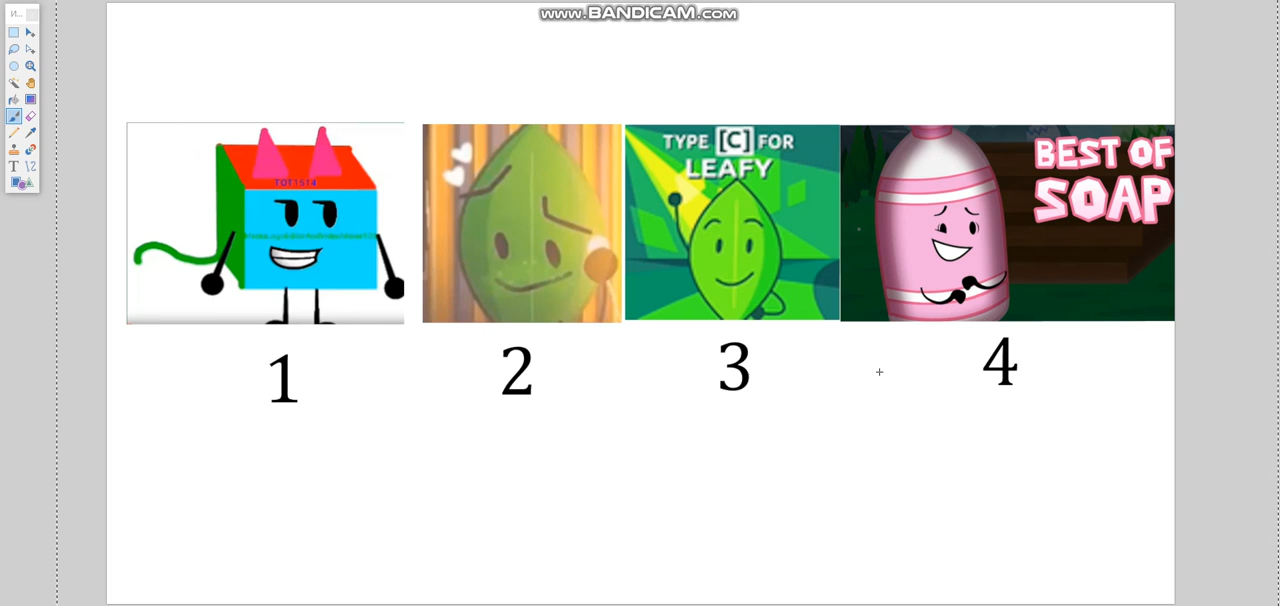 И...
www.BANDICAM.com
TOT1514
TYPE [C] FOR
LEAFY
BEST OF
SOAP
1
2
3
4
T